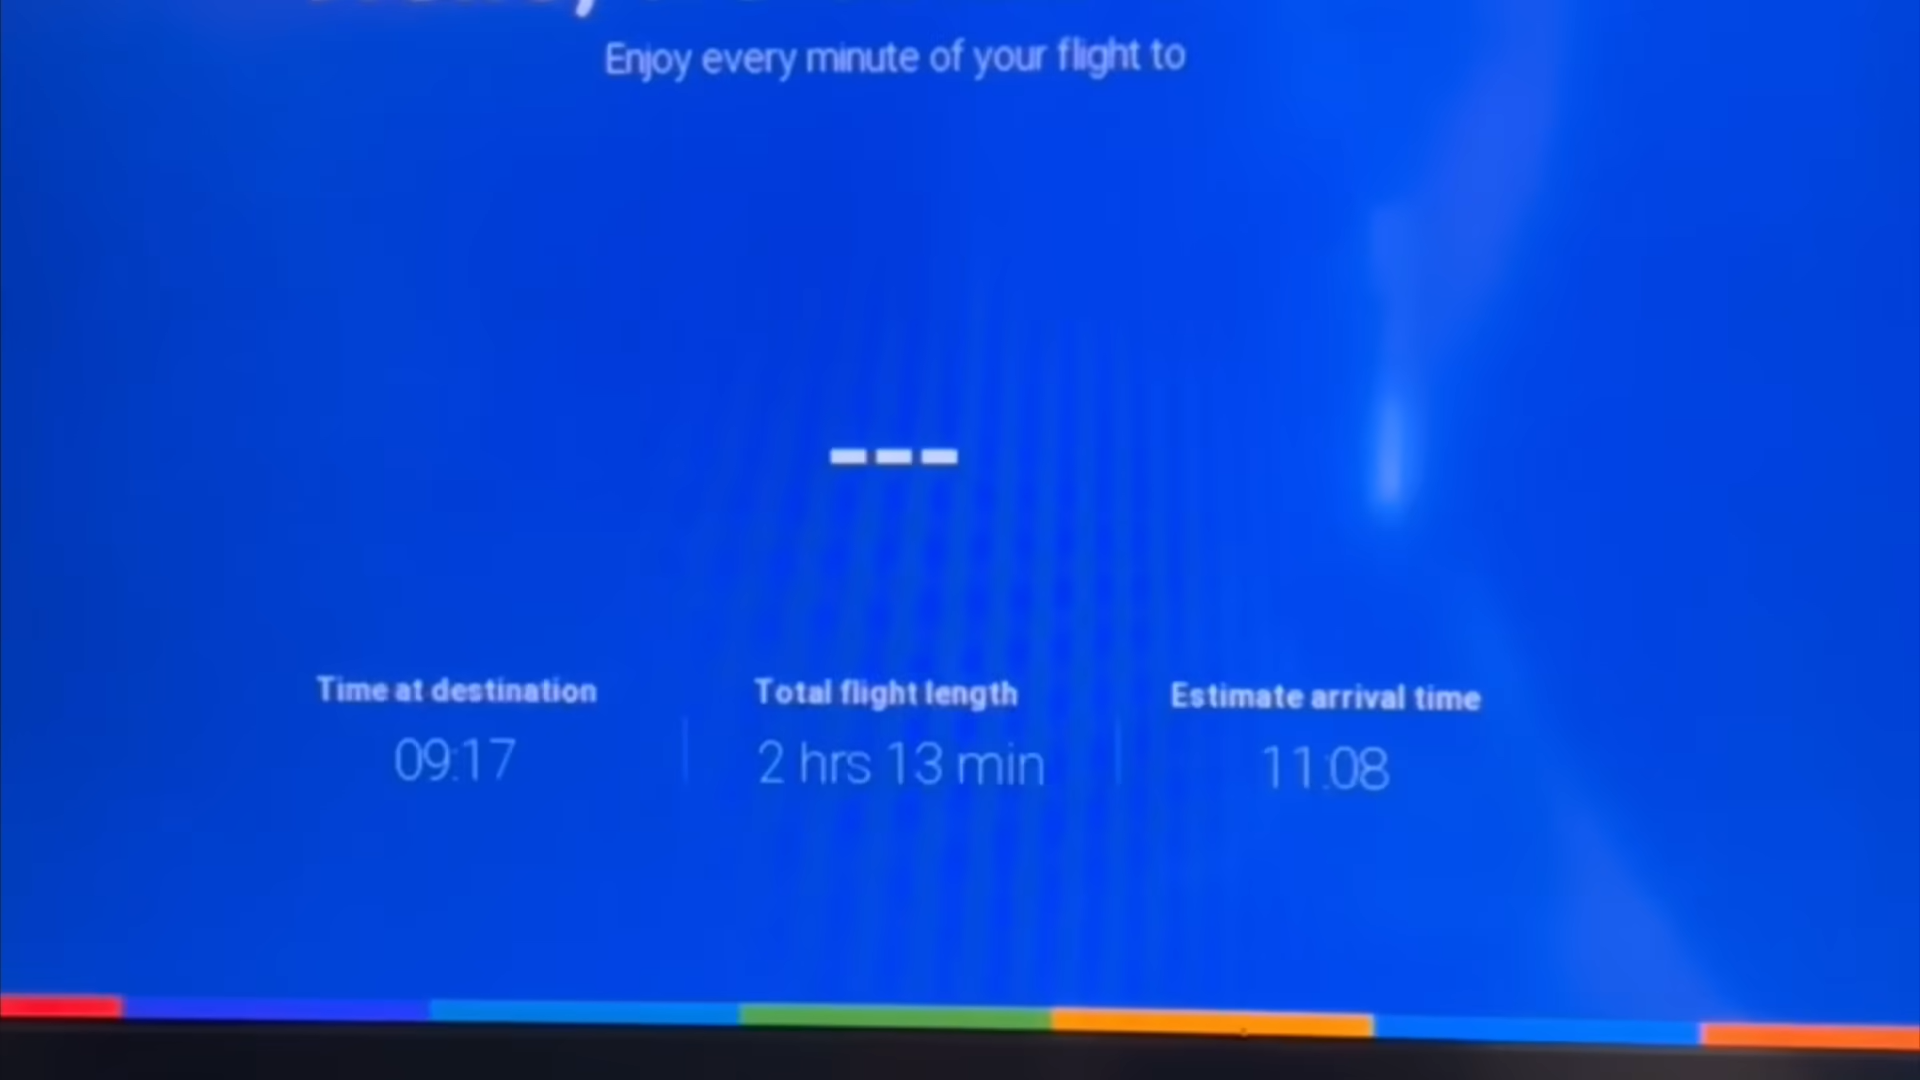 Enjoy every minute of your flight to
---
Time at destination
Total flight length
Estimate arrival time
09:17
2 hrs 13 min
11:08